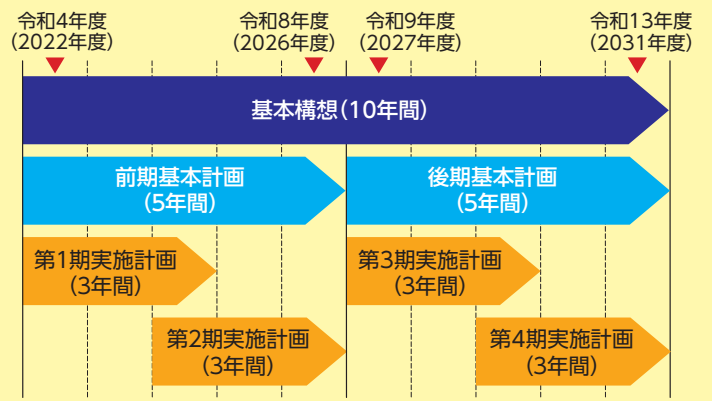 令和4年度
(2022年度)
令和8年度
(2026年度)
令和9年度
(2027年度)
令和13年度
(2031年度)
基本構想(10年間)
前期基本計画
(5年間)
後期基本計画
(5年間)
第1期実施計画
(3年間)
第3期実施計画
(3年間)
第2期実施計画
(3年間)
第4期実施計画
(3年間)